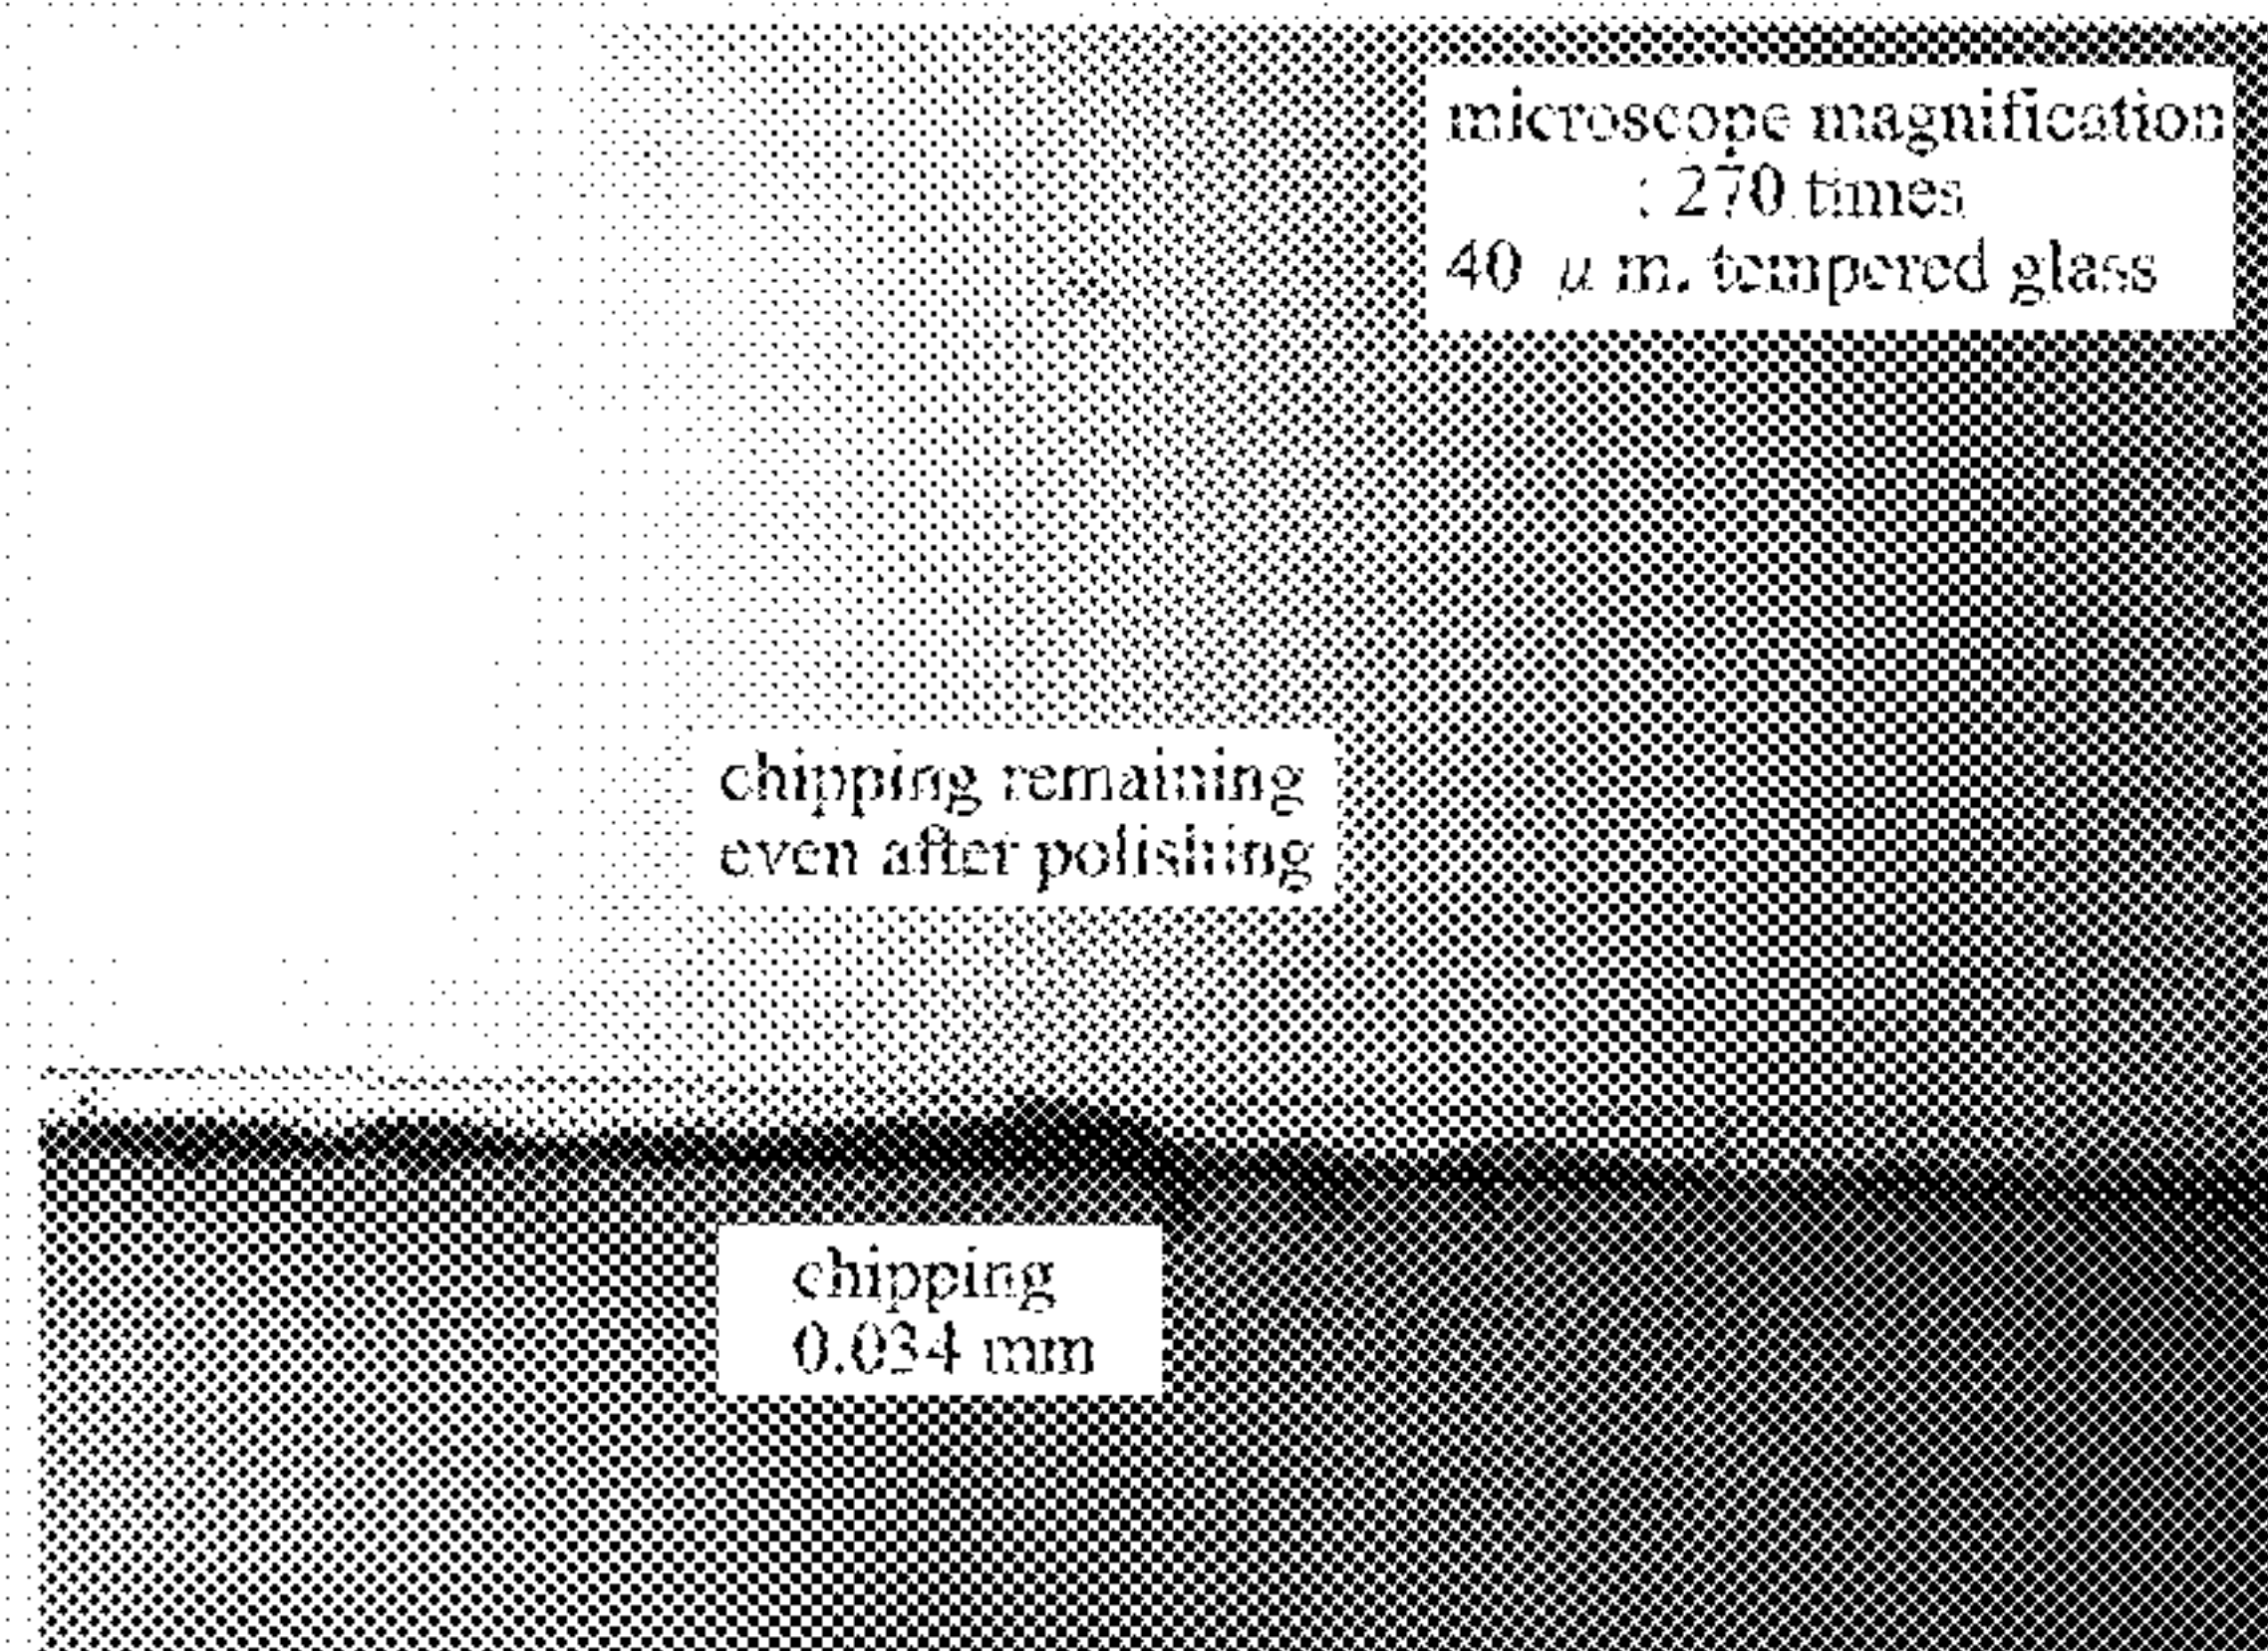 microscope magnification
: 270 times
40 μ m. tempered glass
chipping remaining
even after polishing
chipping
0.034 mm